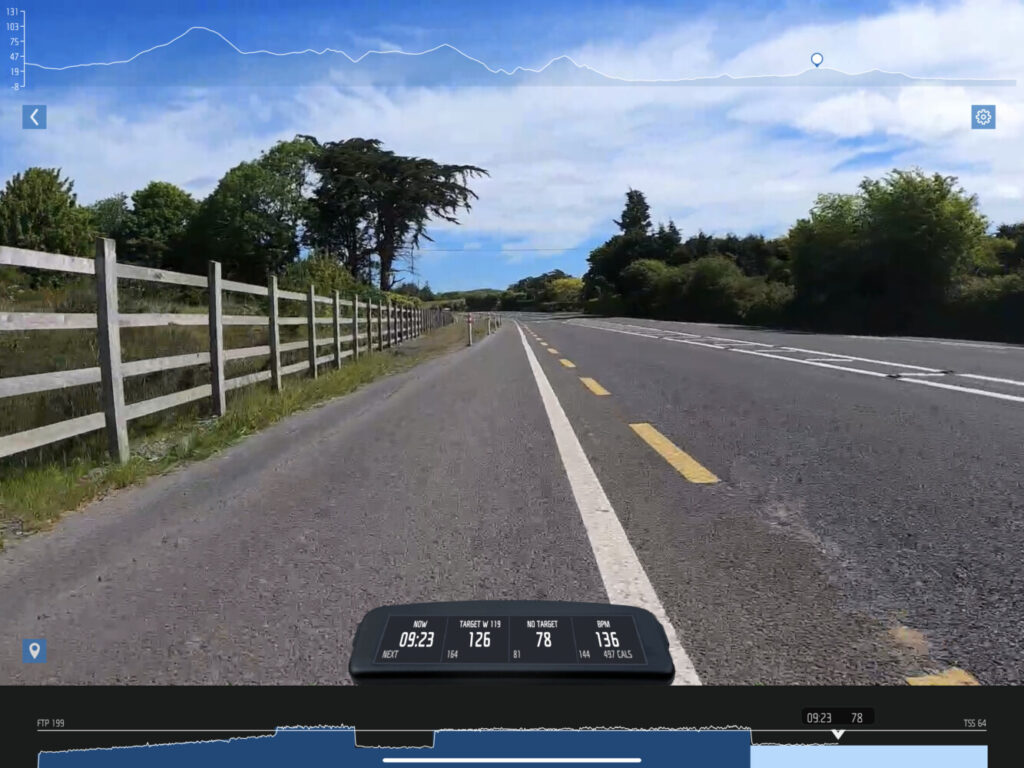 131
103
75
47
19
-8
NOW
TARGET W 119
NO TARGET
BPM
09:23
126
78
136
NEXT
164
81
144
497 CALS
09:23 78
FTP 199
TSS 64